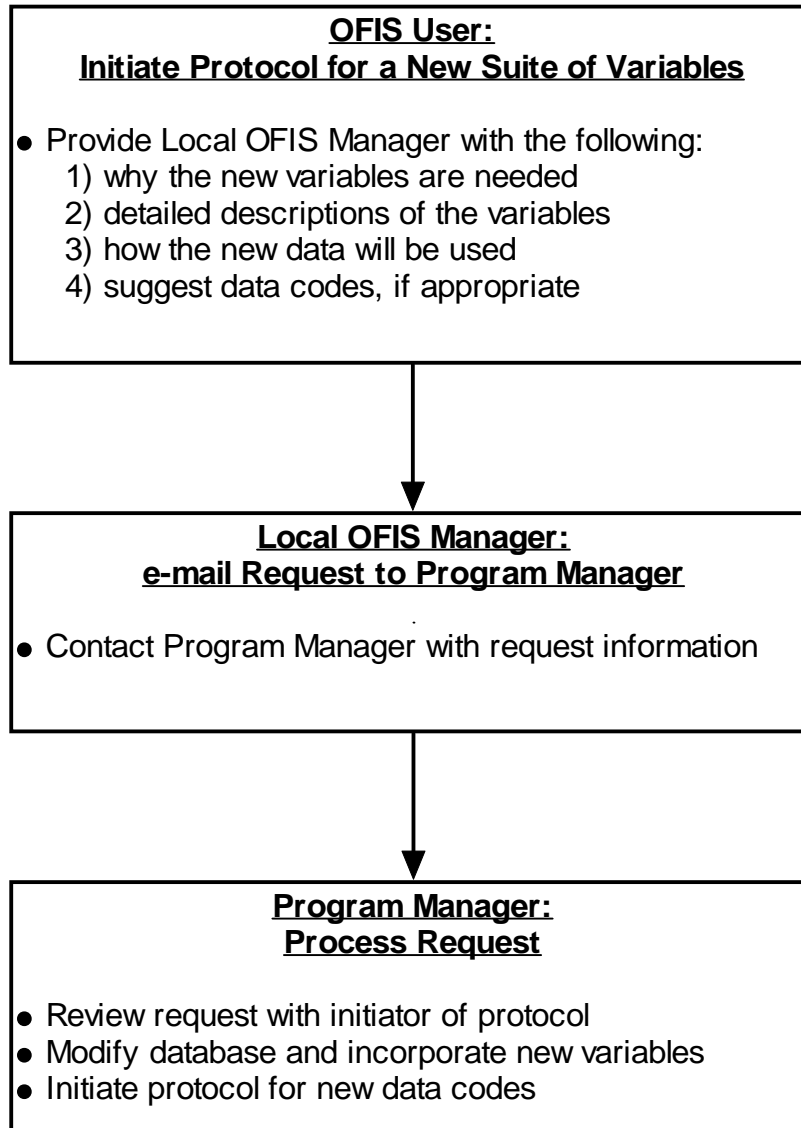 OFIS User:
Initiate Protocol for a New Suite of Variables
● Provide Local OFIS Manager with the following:
1) why the new variables are needed
2) detailed descriptions of the variables
3) how the new data will be used
4) suggest data codes, if appropriate
Local OFIS Manager:
e-mail Request to Program Manager
● Contact Program Manager with request information
Program Manager:
Process Request
● Review request with initiator of protocol
● Modify database and incorporate new variables
● Initiate protocol for new data codes